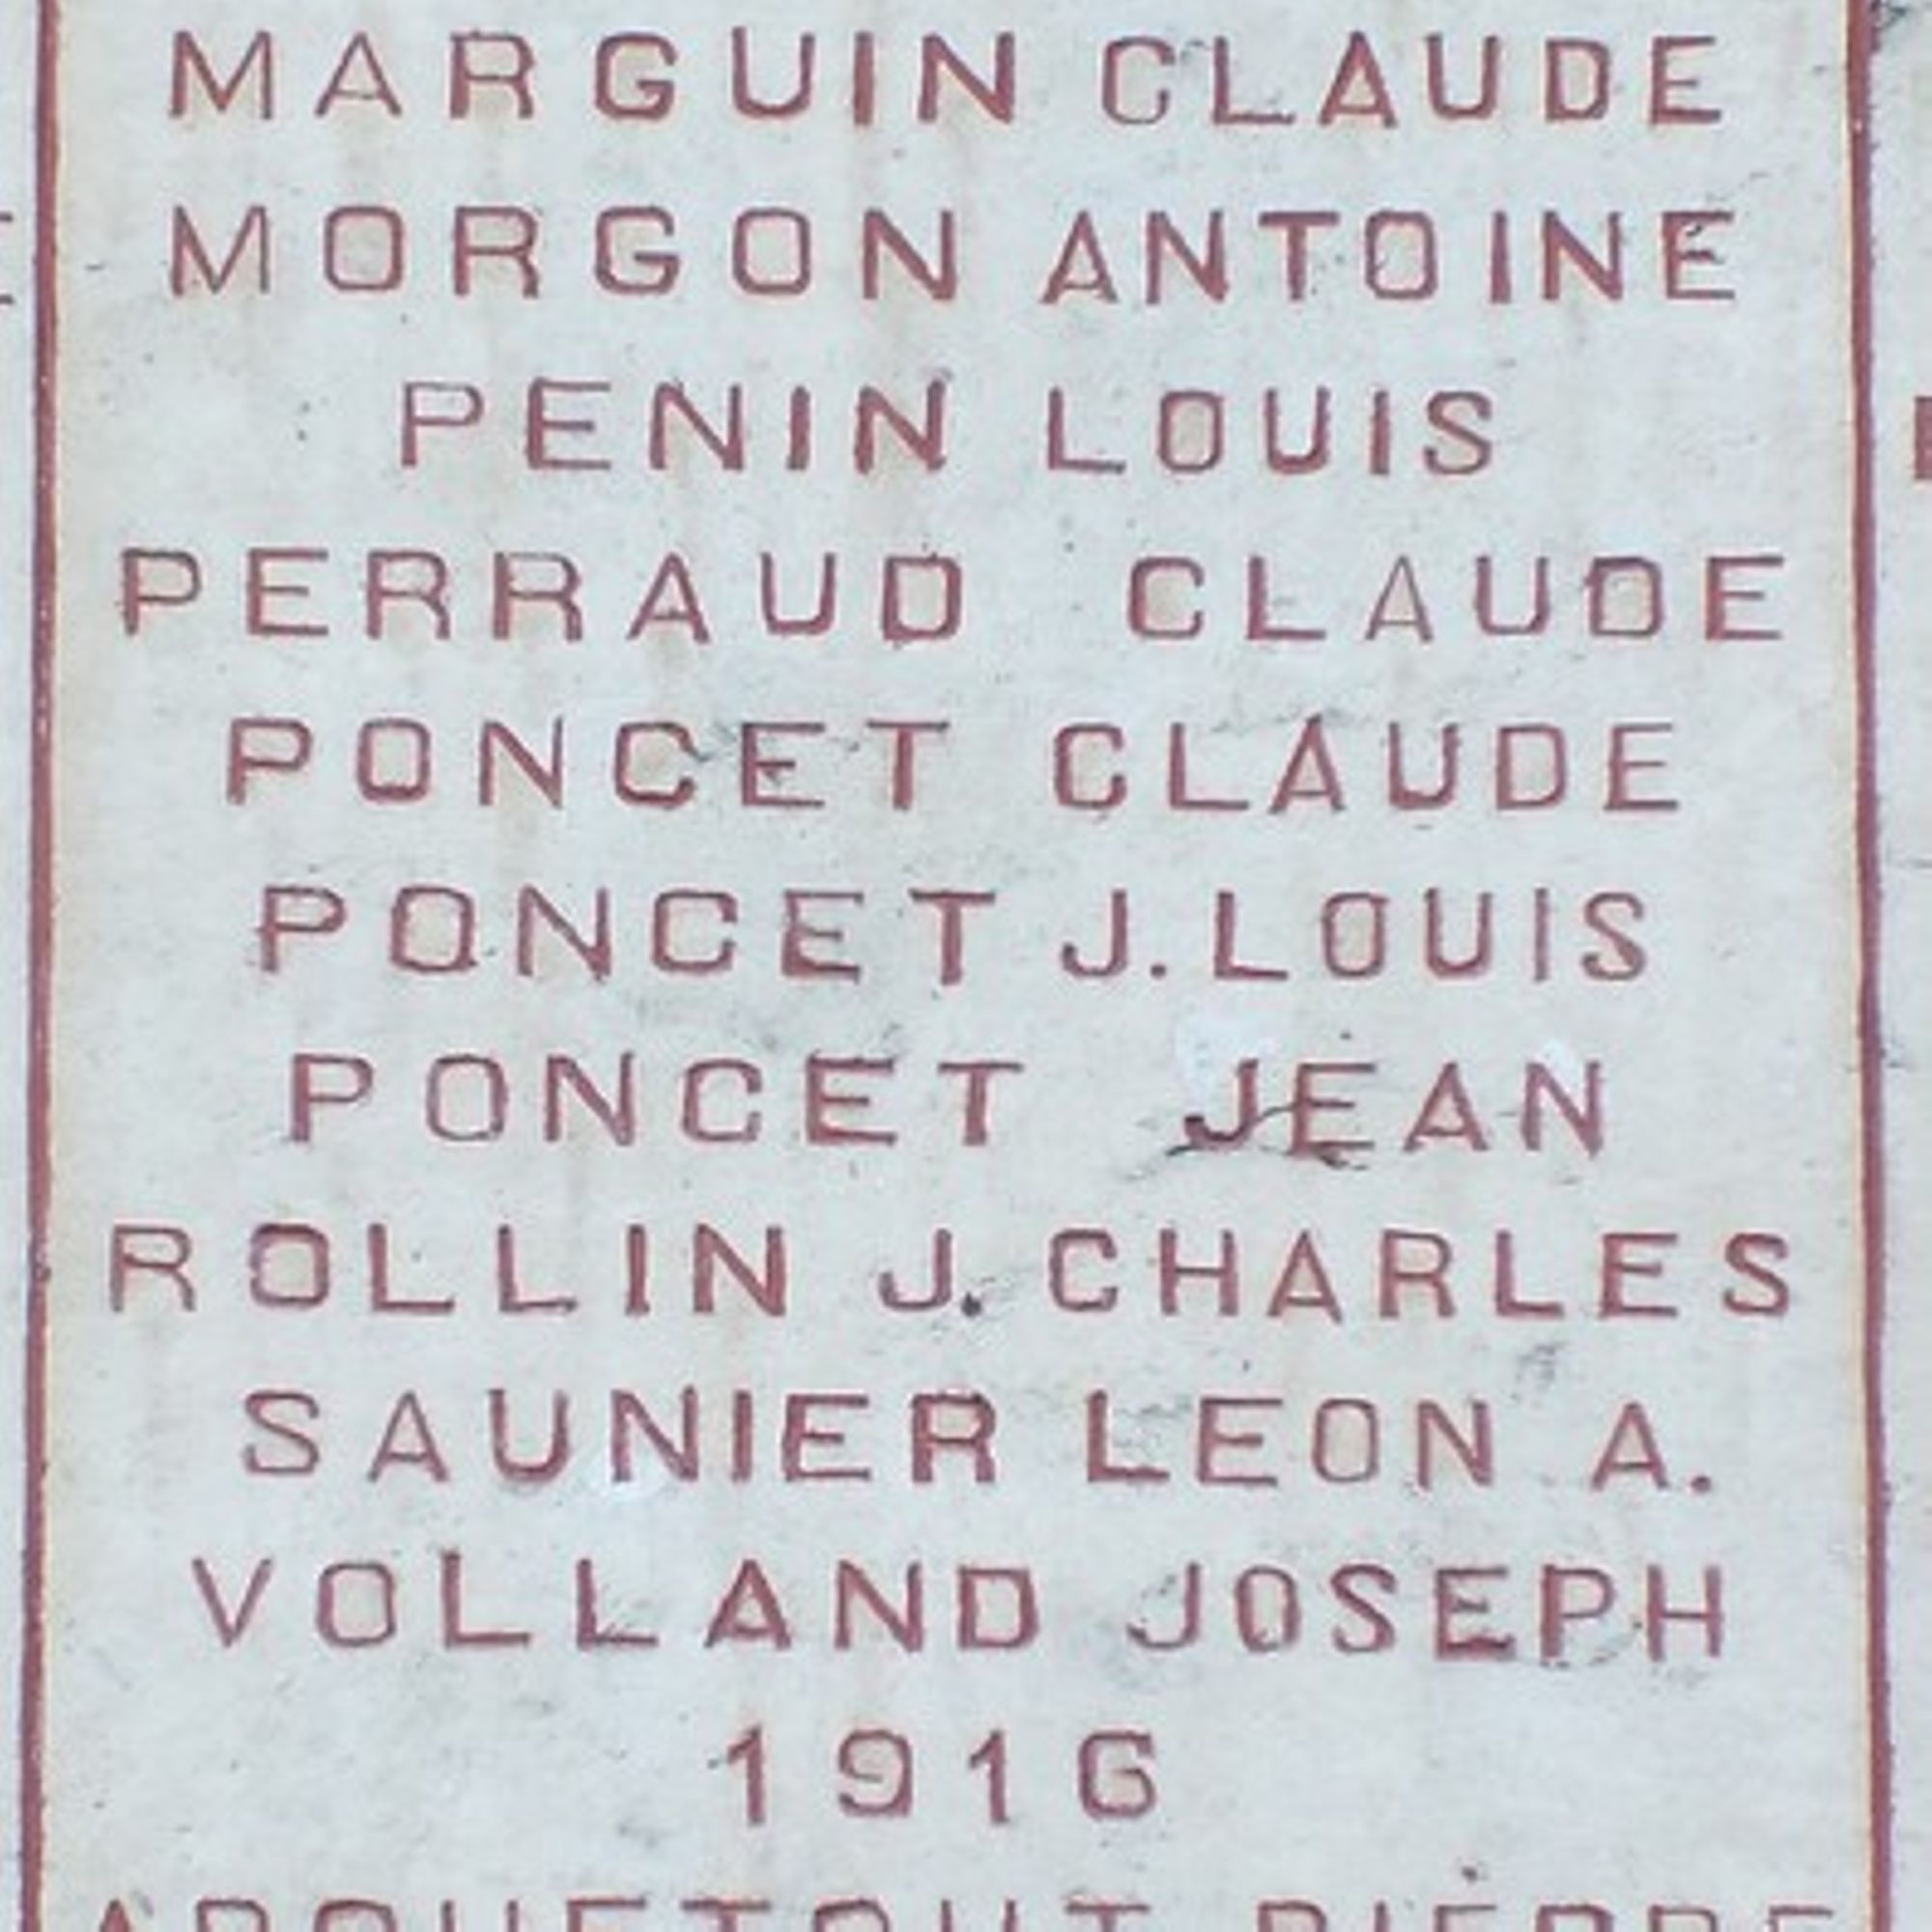 MARGUIN CLAUDE
MORGON ANTOINE
PENIN LOUIS
PERRAUD CLAUDE
PONCET CLAUDE
PONCET J. LOUIS
PONCET JEAN
ROLLIN J. CHARLES
SAUNIER LEON A.
VOLLAND JOSEPH
1916